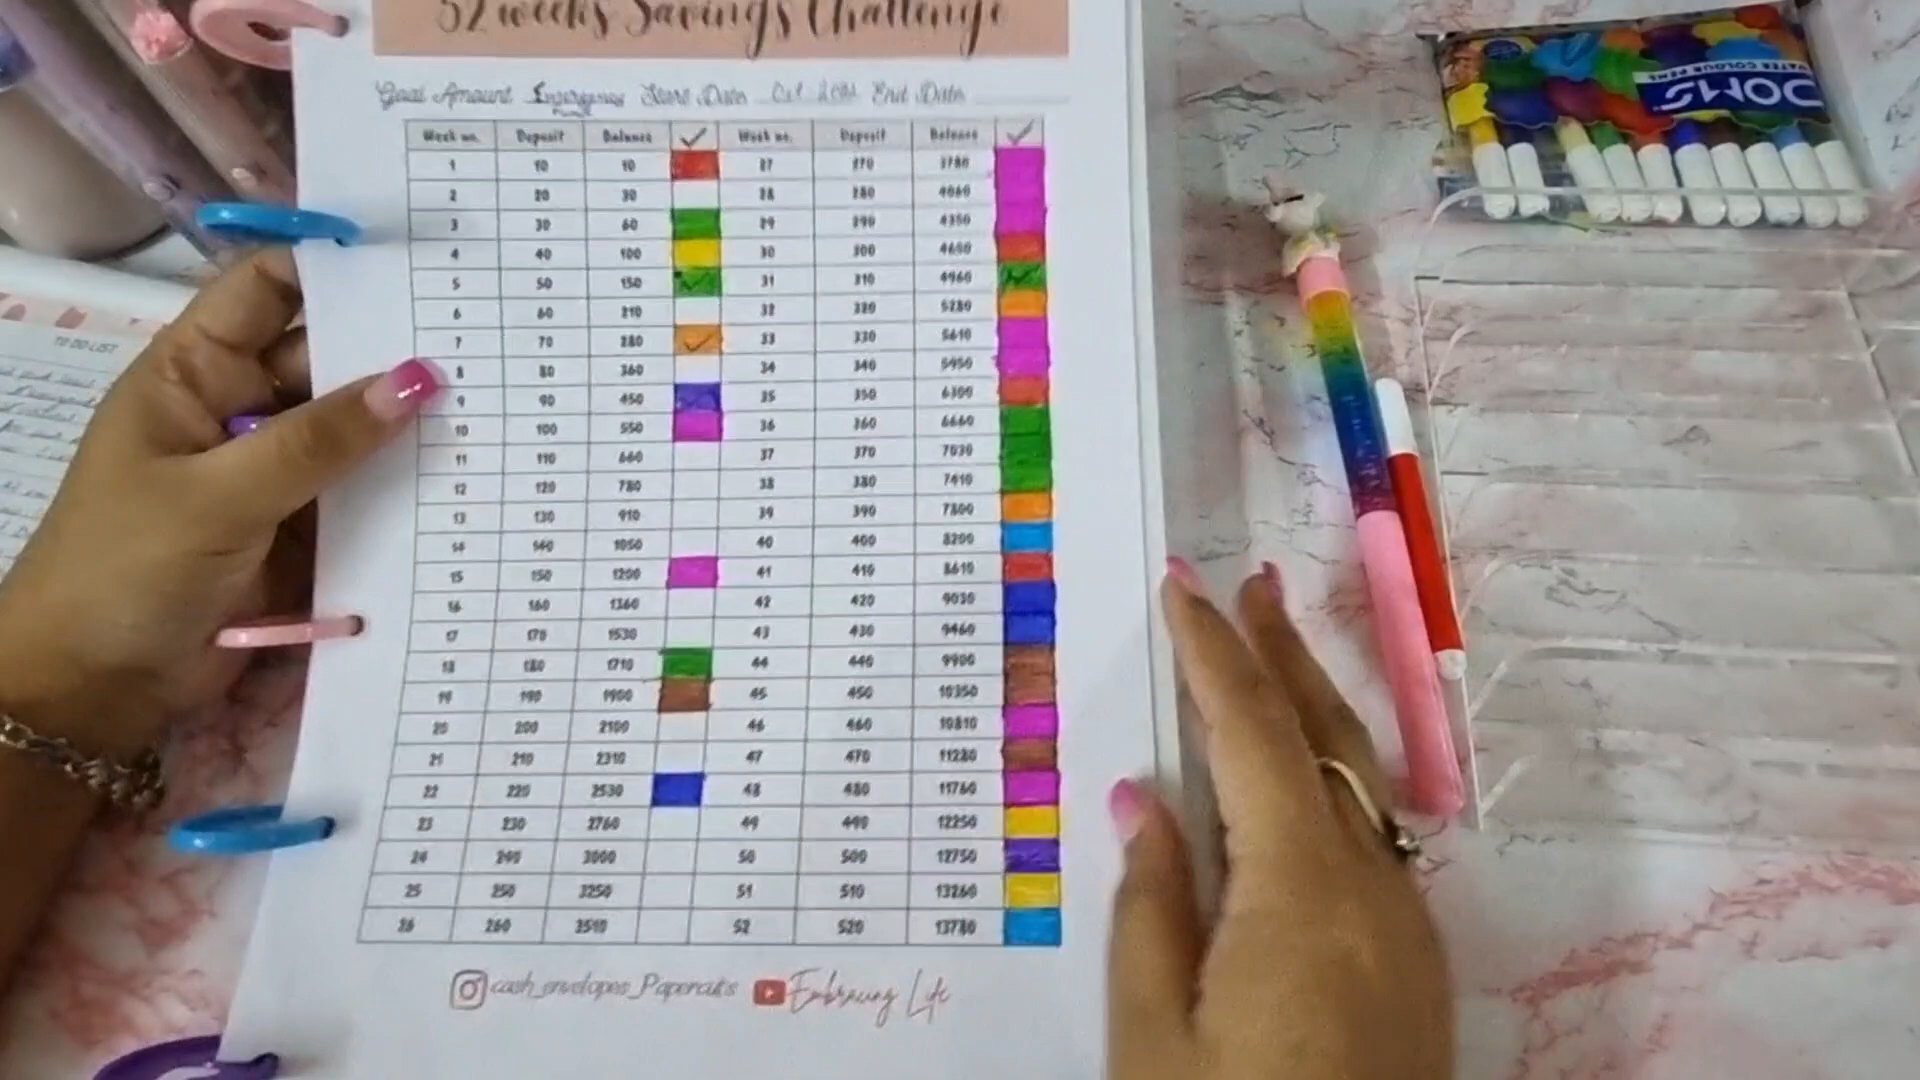 52 weeks Savings Challenge
Goal Amount Emergency Start Date Oct End Date
Week no. Deposit Balance ✓ Week no. Deposit Balance ✓
1 10 10 27 270 3780
2 20 30 28 280 4060
3 30 60 29 290 4350
4 40 100 30 300 4650
5 50 150 ✓ 31 310 4960 ✓
6 60 210 32 320 5280
7 70 280 ✓ 33 330 5610
8 80 360 34 340 5950
9 90 450 35 350 6300
10 100 550 36 360 6660
11 110 660 37 370 7030
12 120 780 38 380 7410
13 130 910 39 390 7800
14 140 1050 40 400 8200
15 150 1200 41 410 8610
16 160 1360 42 420 9030
17 170 1530 43 430 9460
18 180 1710 44 440 9900
19 190 1900 45 450 10350
20 200 2100 46 460 10810
21 210 2310 47 470 11280
22 220 2530 48 480 11760
23 230 2760 49 490 12250
24 240 3000 50 500 12750
25 250 3250 51 510 13260
26 260 3510 52 520 13780
cash_envelopes_Papercuts Embracing Life
TO DO LIST
DOMS
WATER COLOUR PENS